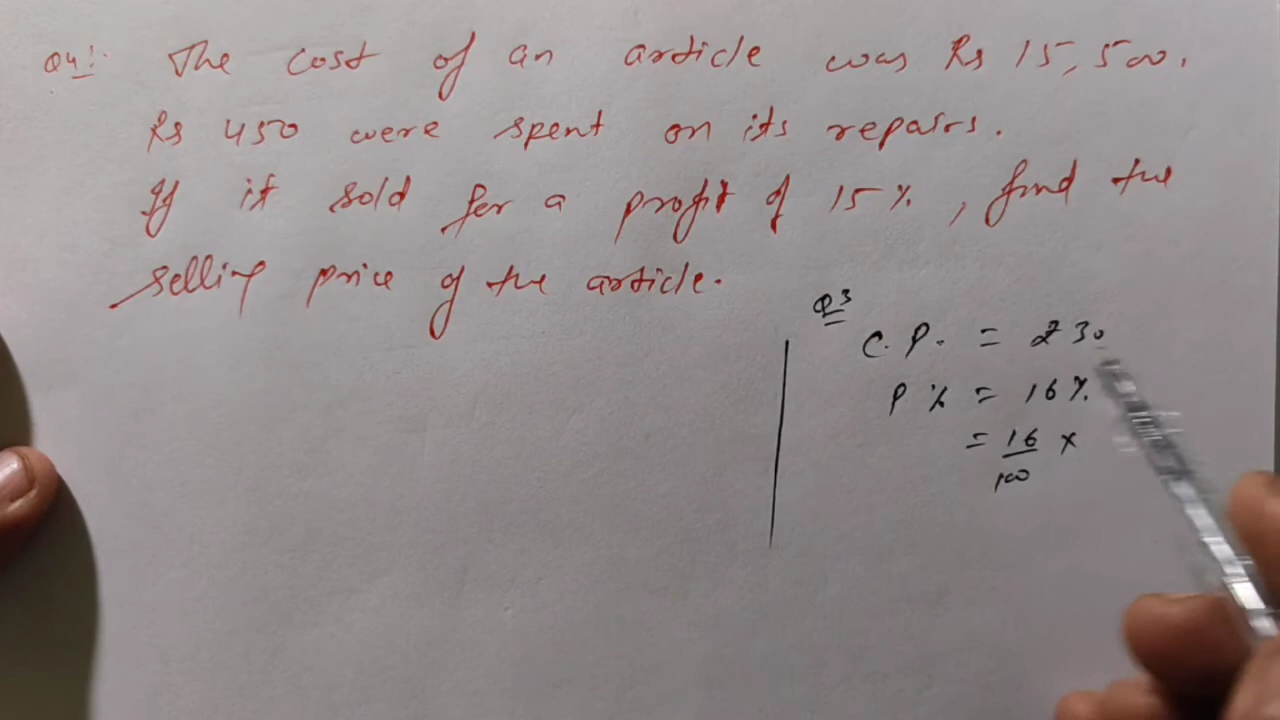 Q4:. The cost of an article was Rs 15,500.
Rs 450 were spent on its repairs.
If it sold for a profit of 15%, find the
selling price of the article.
Q3
C.P. = 230
P% = 16%
= 16/100 x